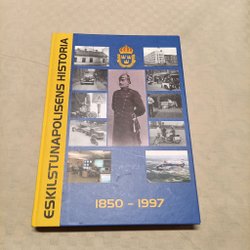 ESKILSTUNAPOLISENS HISTORIA
1850 - 1997